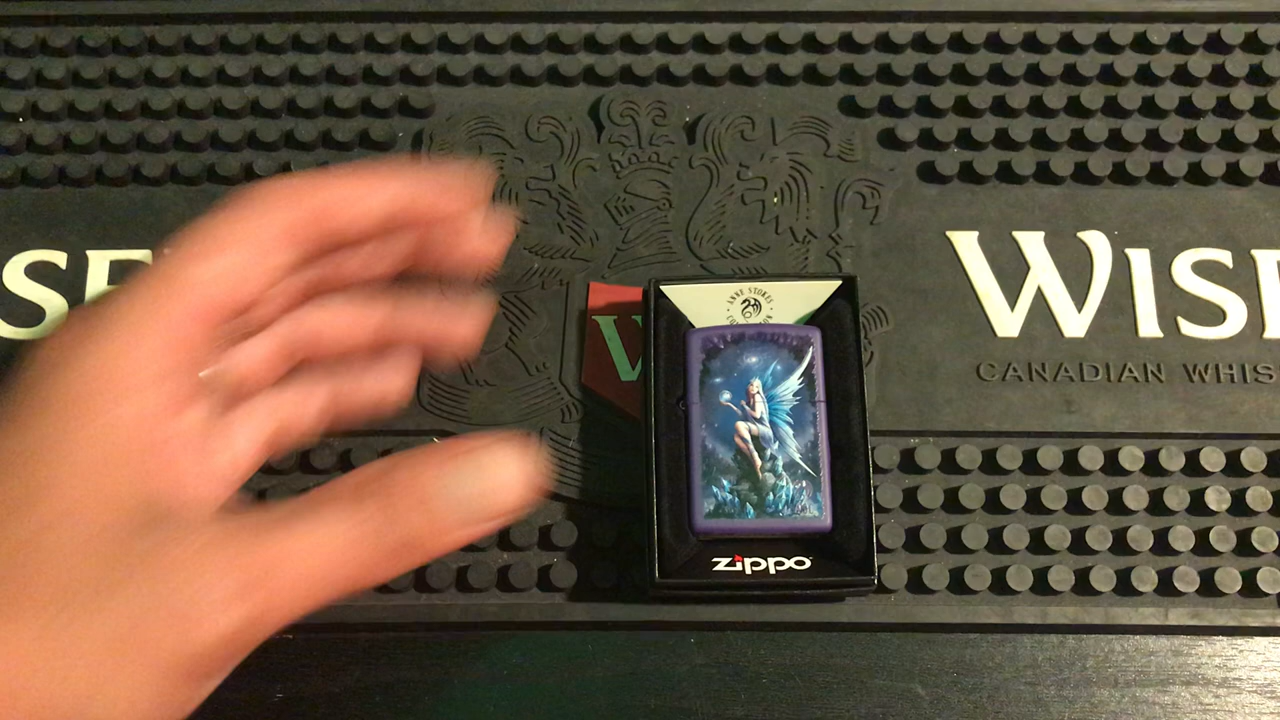 SE
WISE
CANADIAN WHIS
W
ANNE STOKES
zippo